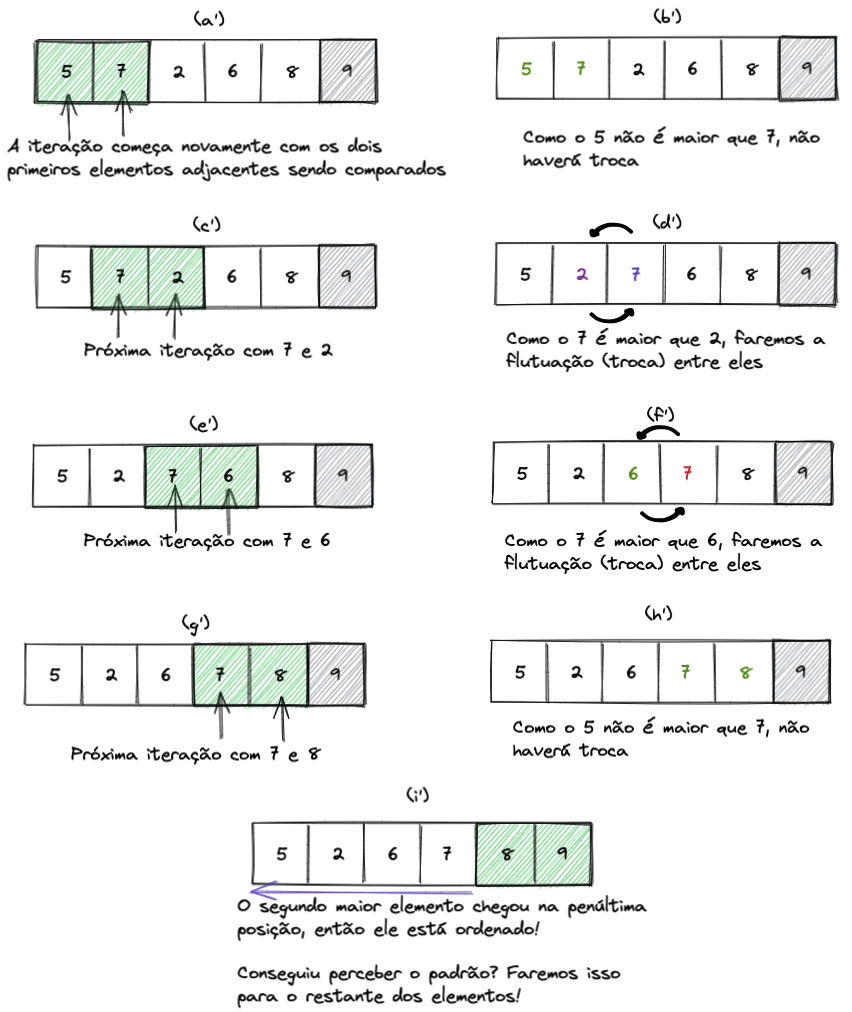 (a')
5 7 2 6 8 9
A iteração começa novamente com os dois
primeiros elementos adjacentes sendo comparados
(b')
5 7 2 6 8 9
Como o 5 não é maior que 7, não
haverá troca
(c')
5 7 2 6 8 9
Próxima iteração com 7 e 2
(d')
5 2 7 6 8 9
Como o 7 é maior que 2, faremos a
flutuação (troca) entre eles
(e')
5 2 7 6 8 9
Próxima iteração com 7 e 6
(f')
5 2 6 7 8 9
Como o 7 é maior que 6, faremos a
flutuação (troca) entre eles
(g')
5 2 6 7 8 9
Próxima iteração com 7 e 8
(h')
5 2 6 7 8 9
Como o 5 não é maior que 7, não
haverá troca
(i')
5 2 6 7 8 9
O segundo maior elemento chegou na penúltima
posição, então ele está ordenado!
Conseguiu perceber o padrão? Faremos isso
para o restante dos elementos!